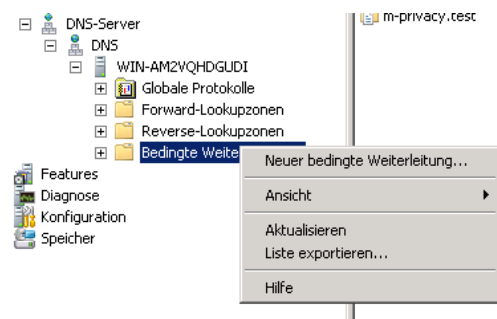 DNS-Server
m-privacy.test
DNS
WIN-AM2VQHDGUDI
Globale Protokolle
Forward-Lookupzonen
Reverse-Lookupzonen
Bedingte Weite
Neuer bedingte Weiterleitung...
Ansicht
Aktualisieren
Liste exportieren...
Hilfe
Features
Diagnose
Konfiguration
Speicher